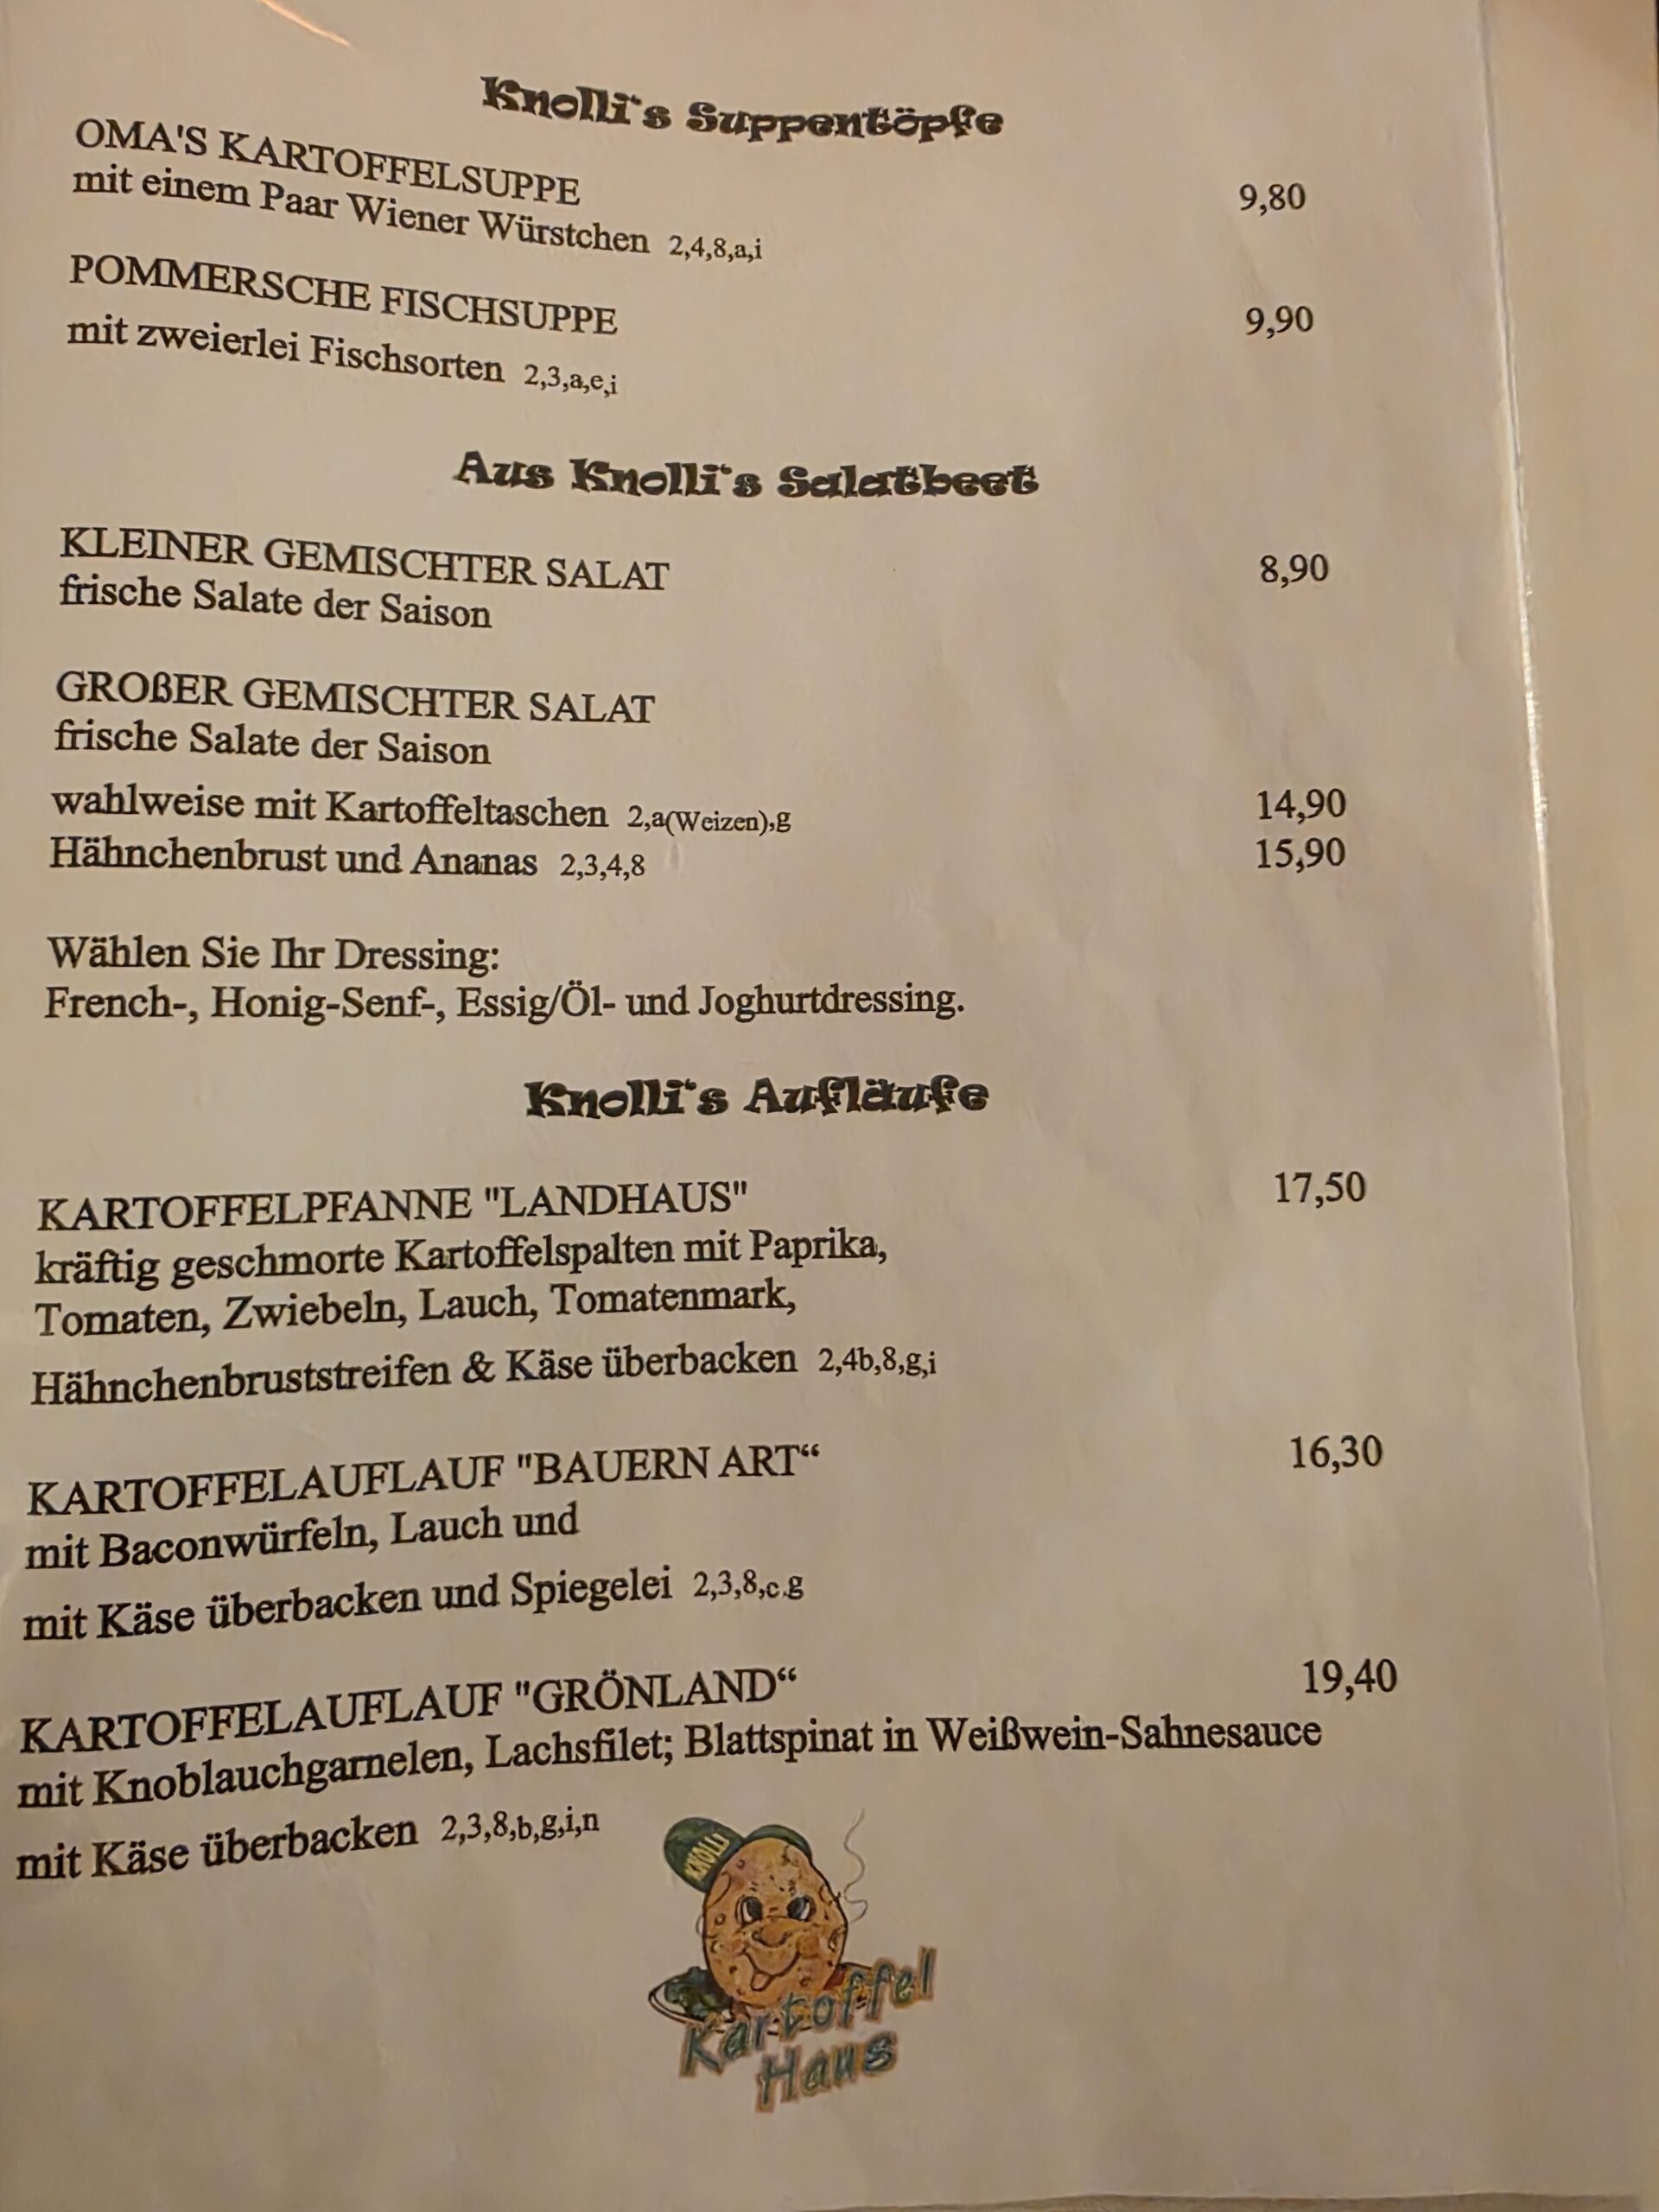 Knolli's Suppentöpfe
OMA'S KARTOFFELSUPPE 9,80
mit einem Paar Wiener Würstchen 2,4,8,a,i
POMMERSCHE FISCHSUPPE 9,90
mit zweierlei Fischsorten 2,3,a,e,i
Aus Knolli's Salatbeet
KLEINER GEMISCHTER SALAT 8,90
frische Salate der Saison
GROßER GEMISCHTER SALAT
frische Salate der Saison
wahlweise mit Kartoffeltaschen 2,a(Weizen),g 14,90
Hähnchenbrust und Ananas 2,3,4,8 15,90
Wählen Sie Ihr Dressing:
French-, Honig-Senf-, Essig/Öl- und Joghurtdressing.
Knolli's Aufläufe
KARTOFFELPFANNE "LANDHAUS" 17,50
kräftig geschmorte Kartoffelspalten mit Paprika,
Tomaten, Zwiebeln, Lauch, Tomatenmark,
Hähnchenbruststreifen & Käse überbacken 2,4b,8,g,i
KARTOFFELAUFLAUF "BAUERN ART“ 16,30
mit Baconwürfeln, Lauch und
mit Käse überbacken und Spiegelei 2,3,8,c.g
KARTOFFELAUFLAUF "GRÖNLAND“ 19,40
mit Knoblauchgarnelen, Lachsfilet; Blattspinat in Weißwein-Sahnesauce
mit Käse überbacken 2,3,8,b,g,i,n
KNOLLI
Kartoffel
Haus